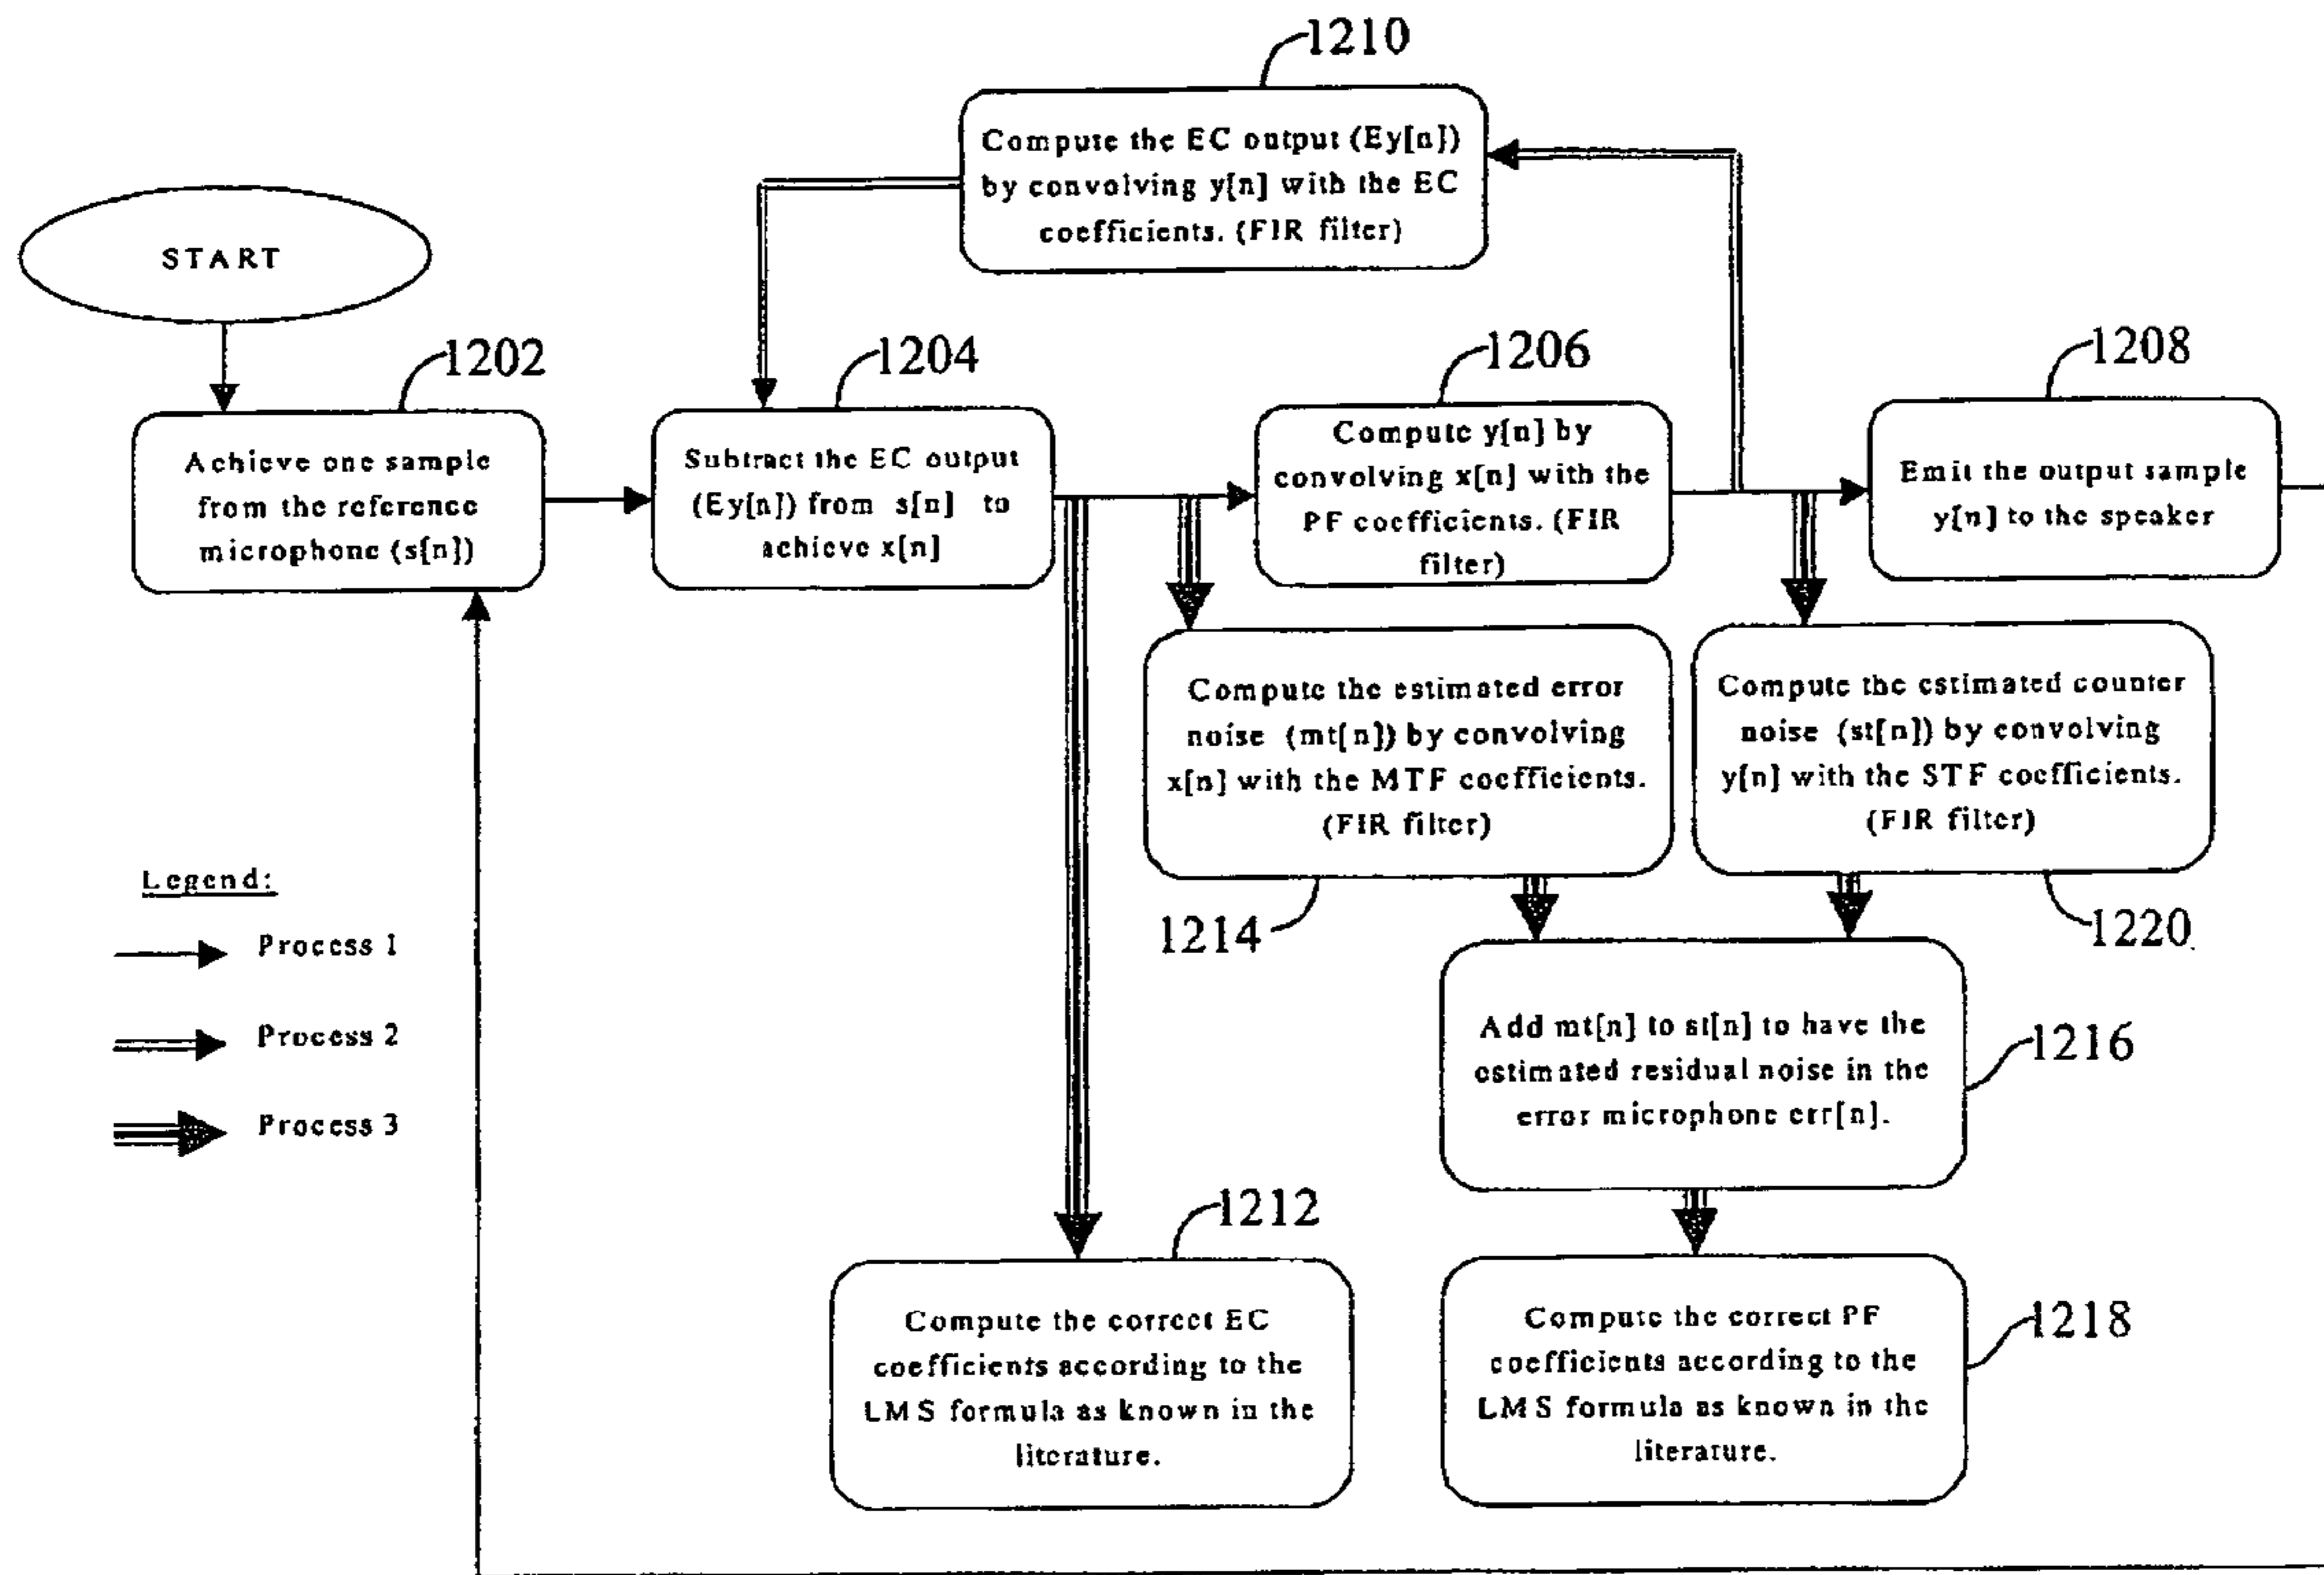 1210
Compute the EC output (Ey[n])
by convolving y[n] with the EC
coefficients. (FIR filter)
START
1202
Achieve one sample
from the reference
microphone (s[n])
1204
Subtract the EC output
(Ey[n]) from s[n] to
achieve x[n]
1206
Compute y[n] by
convolving x[n] with the
PF coefficients. (FIR
filter)
1208
Emit the output sample
y[n] to the speaker
Compute the estimated error
noise (mt[n]) by convolving
x[n] with the MTF coefficients.
(FIR filter)
1214
Compute the estimated counter
noise (st[n]) by convolving
y[n] with the STF coefficients.
(FIR filter)
1220
Legend:
Process 1
Process 2
Process 3
Add mt[n] to st[n] to have the
estimated residual noise in the
error microphone err[n].
1216
1212
Compute the correct EC
coefficients according to the
LMS formula as known in the
literature.
Compute the correct PF
coefficients according to the
LMS formula as known in the
literature.
1218